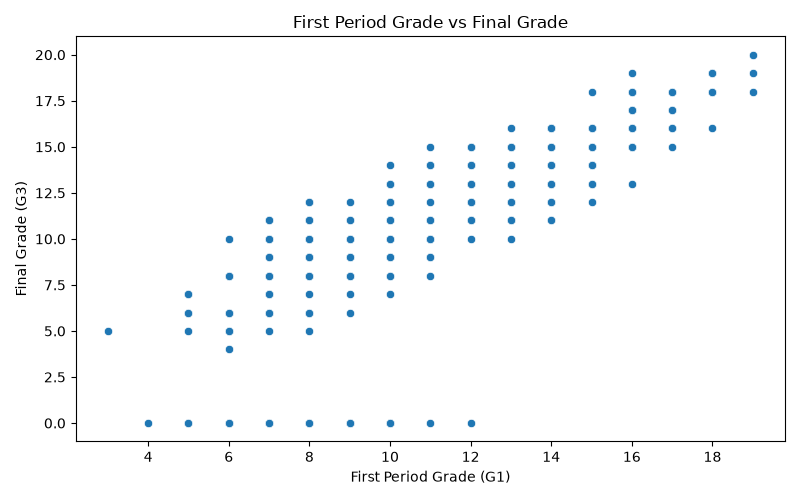 First Period Grade vs Final Grade
20.0
17.5
15.0
12.5
10.0
7.5
5.0
2.5
0.0
Final Grade (G3)
4 6 8 10 12 14 16 18
First Period Grade (G1)